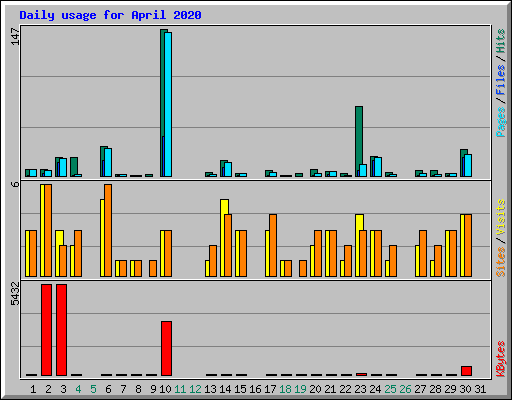 Daily usage for April 2020
147
Pages / Files / Hits
6
Sites / Visits
5432
KBytes
1 2 3 4 5 6 7 8 9 10 11 12 13 14 15 16 17 18 19 20 21 22 23 24 25 26 27 28 29 30 31